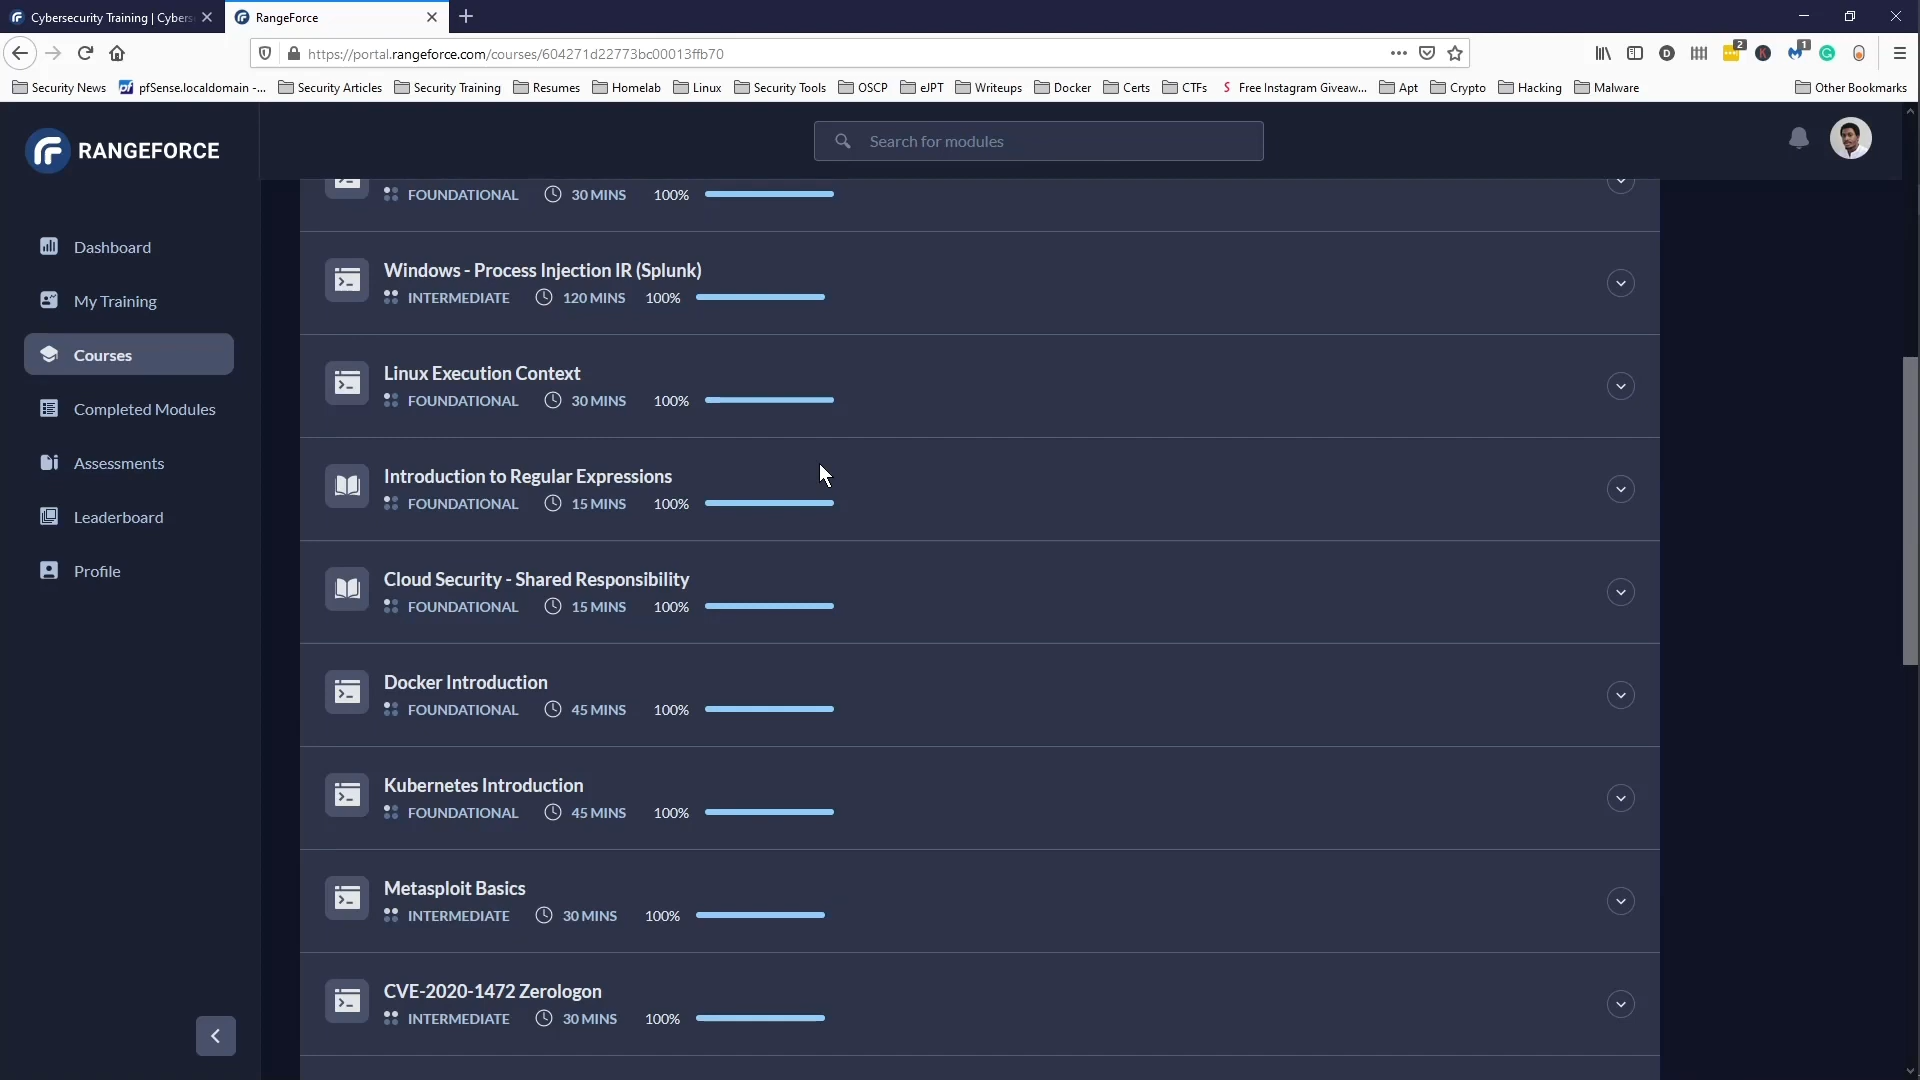 Cybersecurity Training | Cybers
RangeForce
https://portal.rangeforce.com/courses/604271d22773bc00013ffb70
2
1
Security News
pfSense.localdomain -...
Security Articles
Security Training
Resumes
Homelab
Linux
Security Tools
OSCP
eJPT
Writeups
Docker
Certs
CTFs
Free Instagram Giveaw...
Apt
Crypto
Hacking
Malware
Other Bookmarks
RANGEFORCE
Search for modules
Dashboard
My Training
Courses
Completed Modules
Assessments
Leaderboard
Profile
FOUNDATIONAL 30 MINS 100%
Windows - Process Injection IR (Splunk)
INTERMEDIATE 120 MINS 100%
Linux Execution Context
FOUNDATIONAL 30 MINS 100%
Introduction to Regular Expressions
FOUNDATIONAL 15 MINS 100%
Cloud Security - Shared Responsibility
FOUNDATIONAL 15 MINS 100%
Docker Introduction
FOUNDATIONAL 45 MINS 100%
Kubernetes Introduction
FOUNDATIONAL 45 MINS 100%
Metasploit Basics
INTERMEDIATE 30 MINS 100%
CVE-2020-1472 Zerologon
INTERMEDIATE 30 MINS 100%